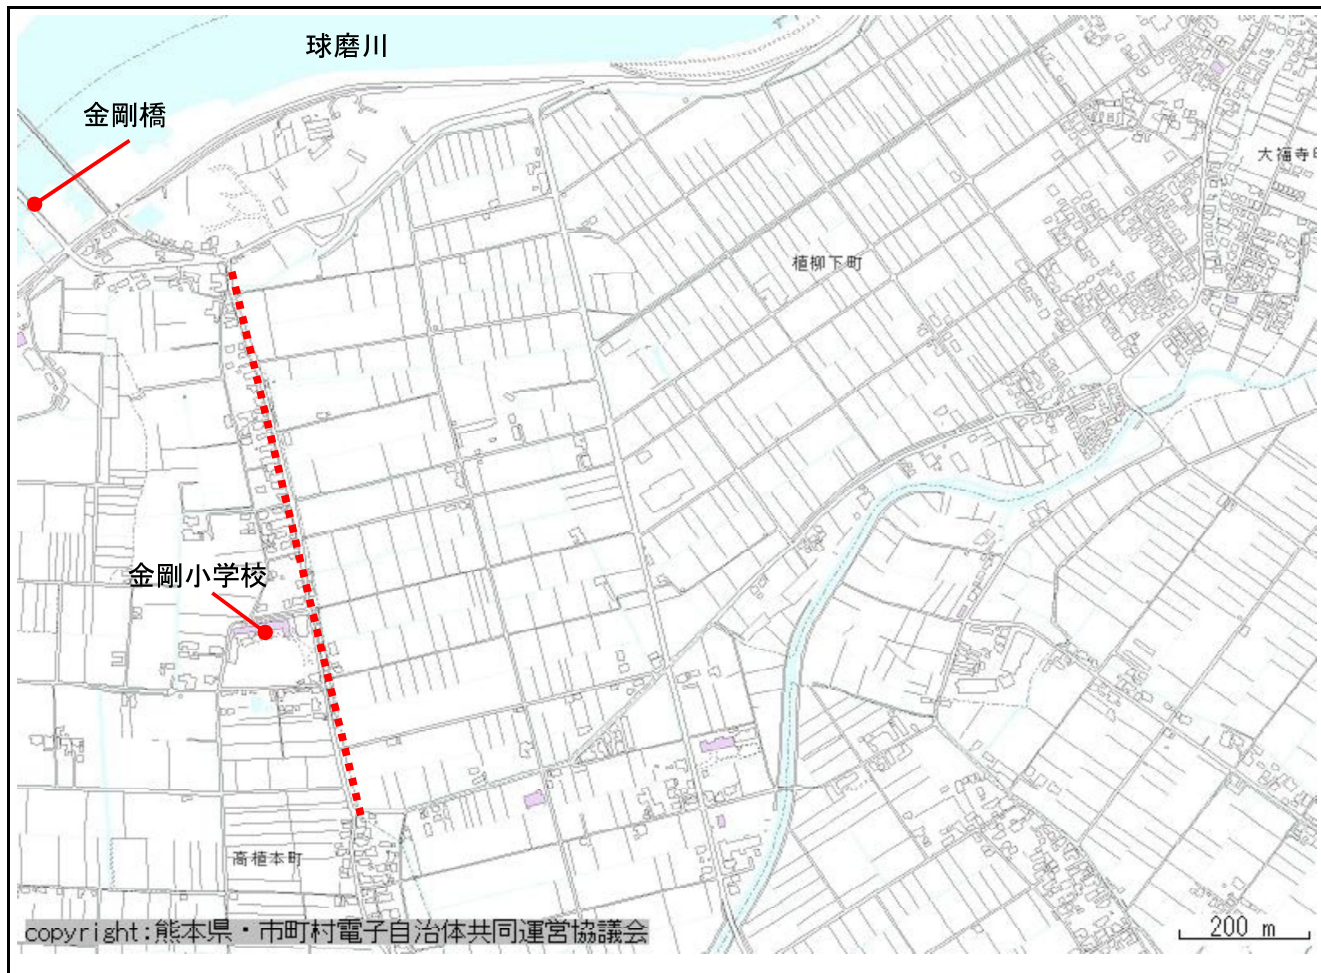 球磨川
金剛橋
大福寺町
植柳下町
金剛小学校
高植本町
copyright:熊本県・市町村電子自治体共同運営協議会
200 m